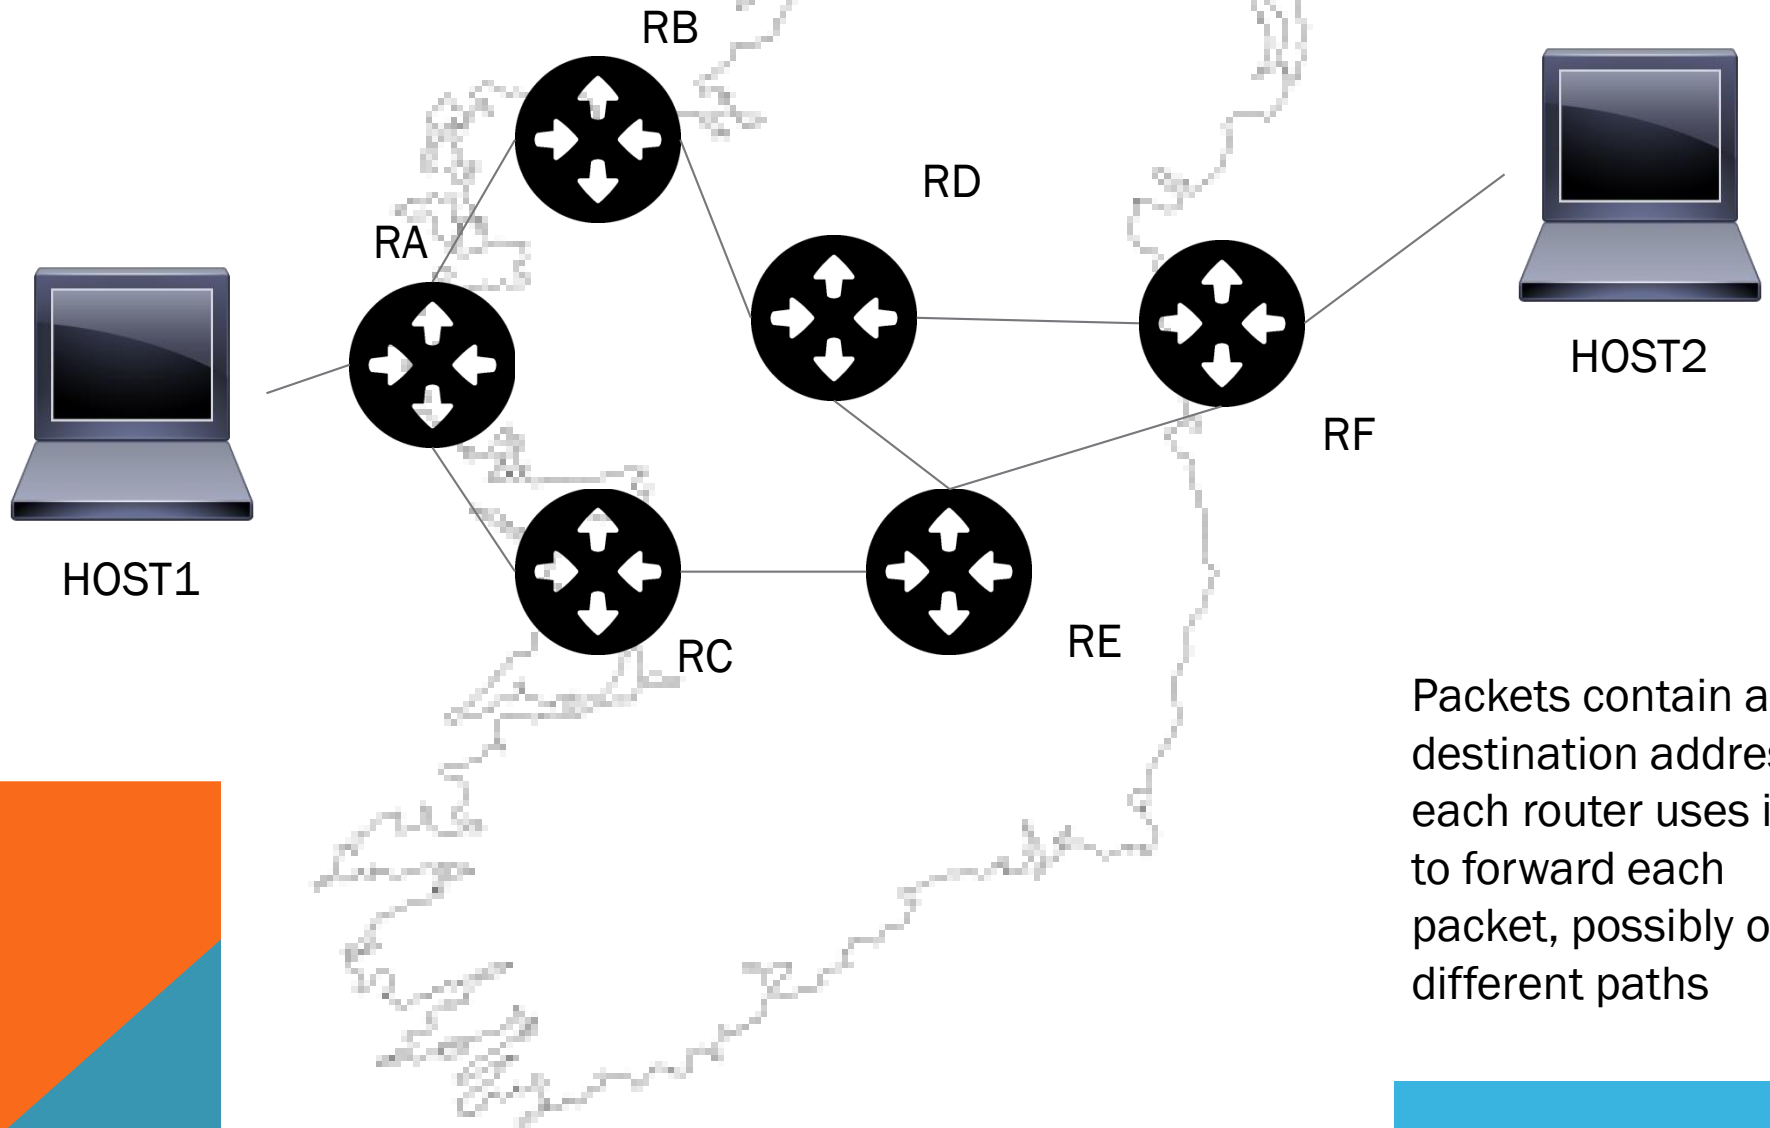 RB
RD
RA
HOST2
RF
HOST1
RE
RC
Packets contain a
destination
each router uses
to forward each
packet, possibly
different paths